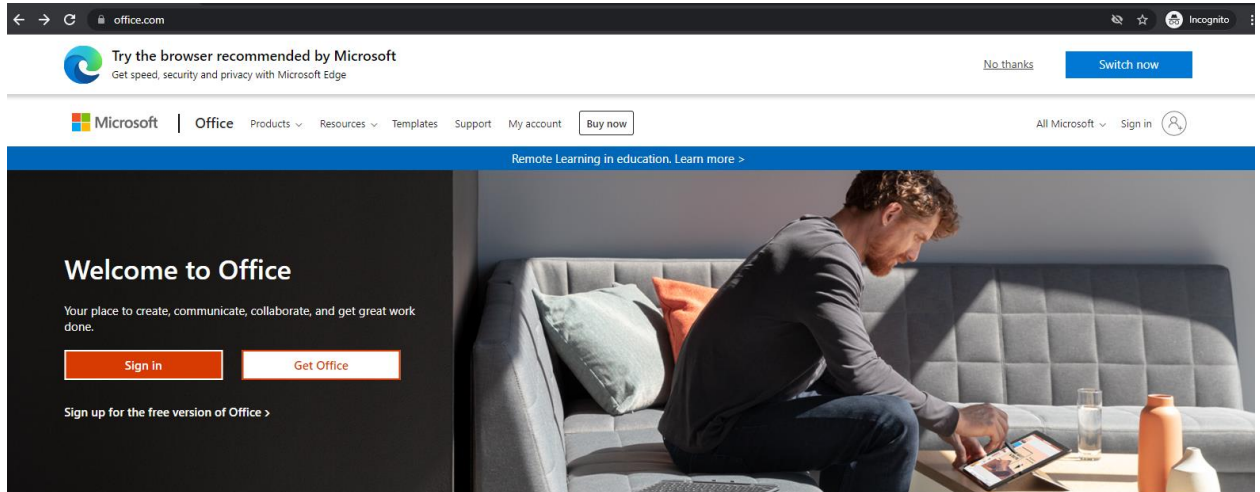 office.com
Incognito
Try the browser recommended by Microsoft
Get speed, security and privacy with Microsoft Edge
No thanks
Switch now
Microsoft
Office
Products
Resources
Templates
Support
My account
Buy now
All Microsoft
Sign in
Remote Learning in education. Learn more >
Welcome to Office
Your place to create, communicate, collaborate, and get great work
done.
Sign in
Get Office
Sign up for the free version of Office >